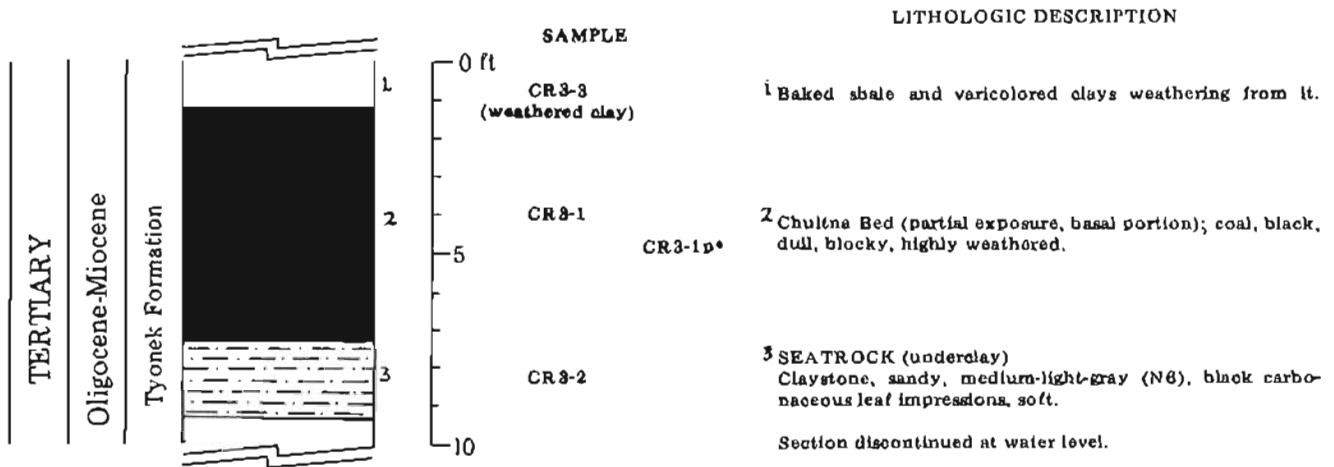 LITHOLOGIC DESCRIPTION
SAMPLE
TERTIARY
Oligocene-Miocene
Tyonek Formation
1
2
3
0 ft
5
10
CR3-3
(weathered clay)
CR3-1
CR3-1p*
CR3-2
1 Baked shale and varicolored clays weathering from it.
2 Chuitna Bed (partial exposure, basal portion); coal, black,
dull, blocky, highly weathered.
3 SEATROCK (underclay)
Claystone, sandy, medium-light-gray (N6), black carbo-
naceous leaf impressions, soft.
Section discontinued at water level.